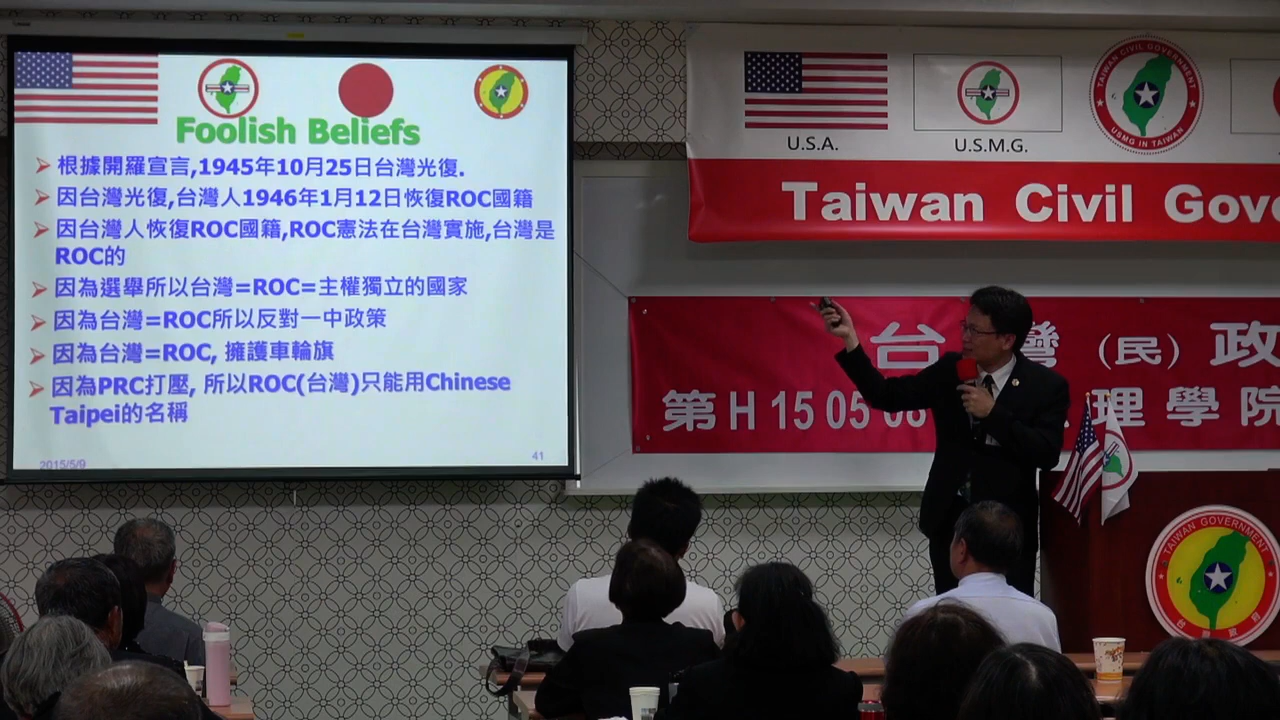 Foolish Beliefs
根據開羅宣言,1945年10月25日台灣光復.
因台灣光復,台灣人1946年1月12日恢復ROC國籍
因台灣人恢復ROC國籍,ROC憲法在台灣實施,台灣是
ROC的
因為選舉所以台灣=ROC=主權獨立的國家
因為台灣=ROC所以反對一中政策
因為台灣=ROC, 擁護車輪旗
因為PRC打壓, 所以ROC(台灣)只能用Chinese
Taipei的名稱
2015/5/9
41
U.S.A.
U.S.M.G.
TAIWAN CIVIL GOVERNMENT
USMG IN TAIWAN
Taiwan Civil Gove
台灣(民)政
第H 15 05 08 理學院
TAIWAN GOVERNMENT
台灣政府